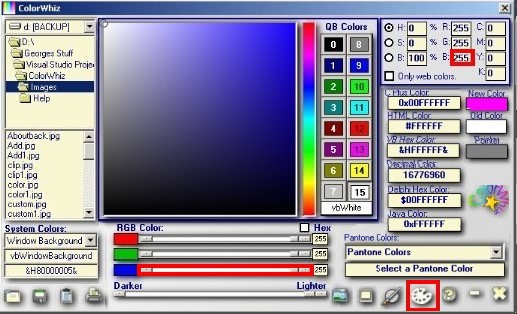 ColorWhiz
d: [BACKUP]
D:\
Georges Stuff
Visual Studio Projec
ColorWhiz
Images
Help
Aboutback.jpg
Add.jpg
Add1.jpg
clip.jpg
clip1.jpg
color.jpg
color1.jpg
custom.jpg
custom1.jpg
QB Colors
0 8
1 9
2 10
3 11
4 12
5 13
6 14
7 15
vbWhite
H: 0 % R: 255 C: 0
S: 0 % G: 255 M: 0
B: 100 % B: 255 Y: 0
Only web colors. K: 0
C Plus Color:
0x00FFFFFF
New Color
HTML Color:
#FFFFFF
Old Color
VB Hex Color:
&HFFFFFF&
Pointer
Decimal Color:
16776960
Delphi Hex Color:
$00FFFFFF
Java Color:
0xFFFFFF
System Colors:
Window Background
vbWindowBackground
&H80000005&
RGB Color:
Hex
255
255
255
Darker Lighter
Pantone Colors:
Pantone Colors
Select a Pantone Color